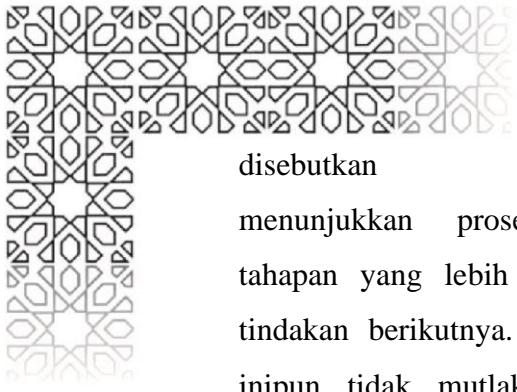 disebutkan
menunjukkan
tahapan yang lebih
tindakan berikutnya.
inipun tidak mutlak